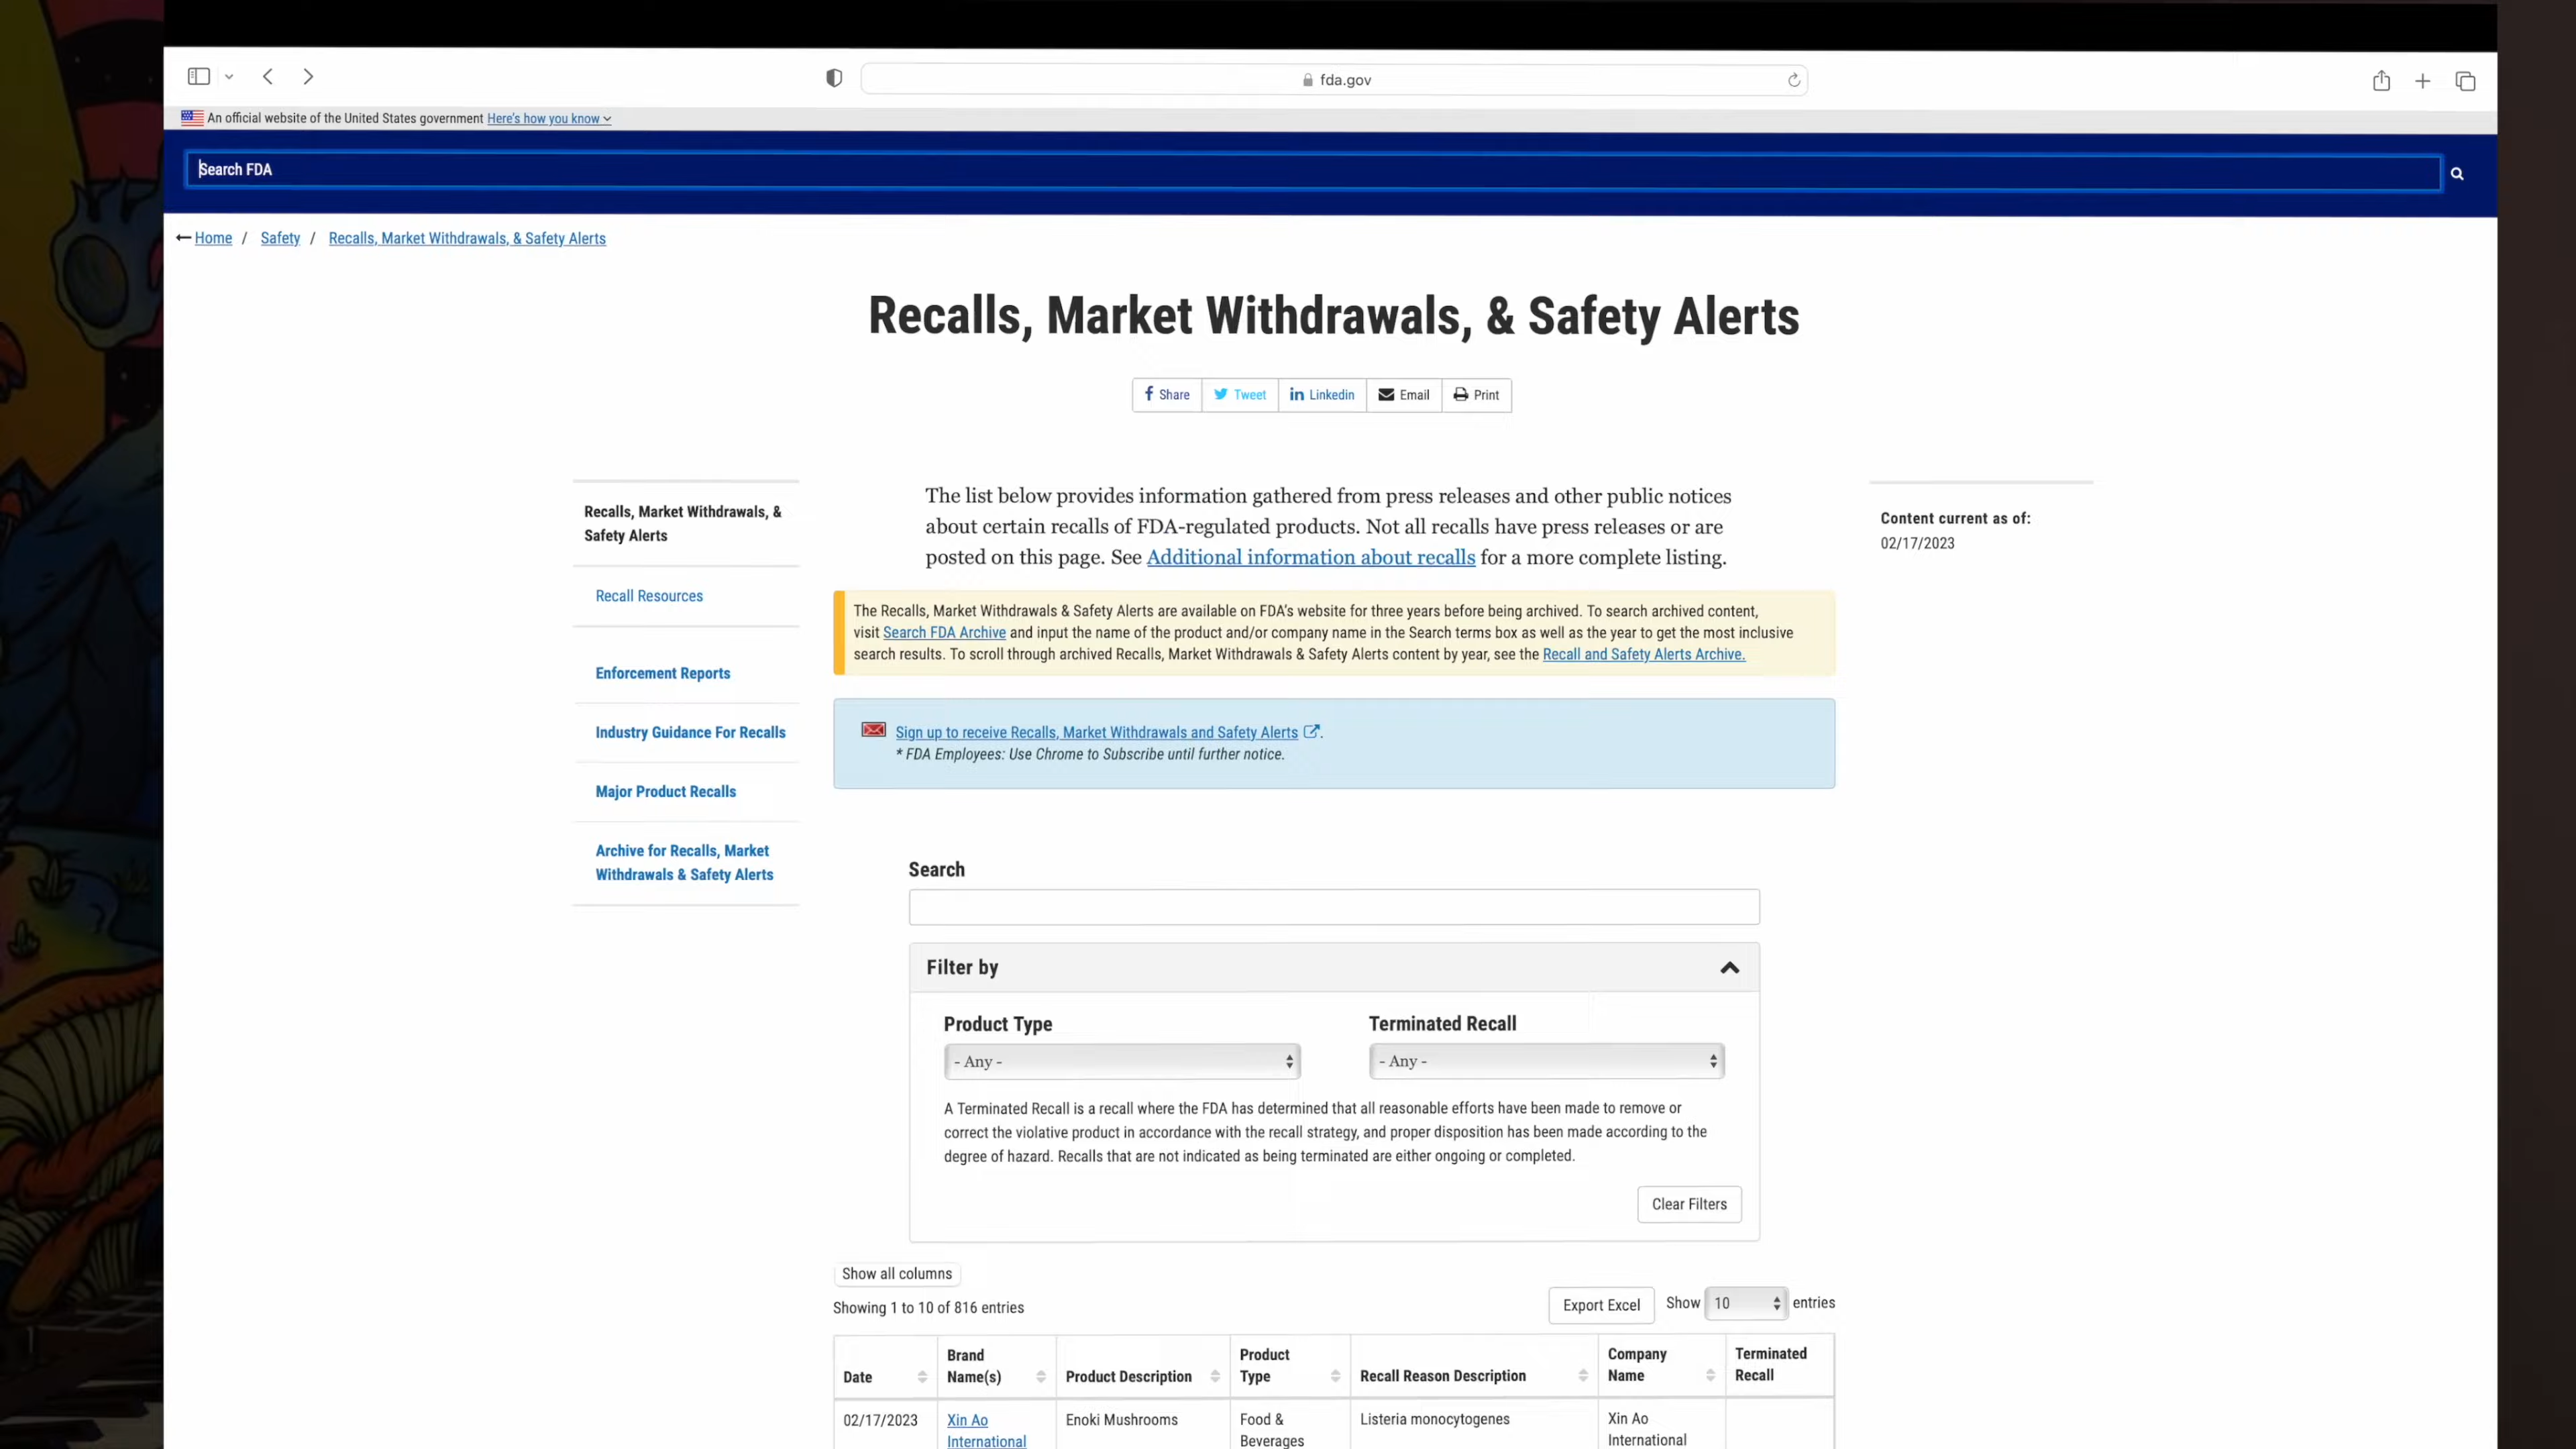 fda.gov
An official website of the United States government Here's how you know
Search FDA
Home / Safety / Recalls, Market Withdrawals, & Safety Alerts
Recalls, Market Withdrawals, & Safety Alerts
Share Tweet Linkedin Email Print
Recalls, Market Withdrawals, &
Safety Alerts
Recall Resources
Enforcement Reports
Industry Guidance For Recalls
Major Product Recalls
Archive for Recalls, Market
Withdrawals & Safety Alerts
The list below provides information gathered from press releases and other public notices
about certain recalls of FDA-regulated products. Not all recalls have press releases or are
posted on this page. See Additional information about recalls for a more complete listing.
Content current as of:
02/17/2023
The Recalls, Market Withdrawals & Safety Alerts are available on FDA's website for three years before being archived. To search archived content,
visit Search FDA Archive and input the name of the product and/or company name in the Search terms box as well as the year to get the most inclusive
search results. To scroll through archived Recalls, Market Withdrawals & Safety Alerts content by year, see the Recall and Safety Alerts Archive.
Sign up to receive Recalls, Market Withdrawals and Safety Alerts.
* FDA Employees: Use Chrome to Subscribe until further notice.
Search
Filter by
Product Type Terminated Recall
- Any - - Any -
A Terminated Recall is a recall where the FDA has determined that all reasonable efforts have been made to remove or
correct the violative product in accordance with the recall strategy, and proper disposition has been made according to the
degree of hazard. Recalls that are not indicated as being terminated are either ongoing or completed.
Clear Filters
Show all columns
Showing 1 to 10 of 816 entries
Export Excel Show 10 entries
Date Brand Name(s) Product Description Product Type Recall Reason Description Company Name Terminated Recall
02/17/2023 Xin Ao International Enoki Mushrooms Food & Beverages Listeria monocytogenes Xin Ao International